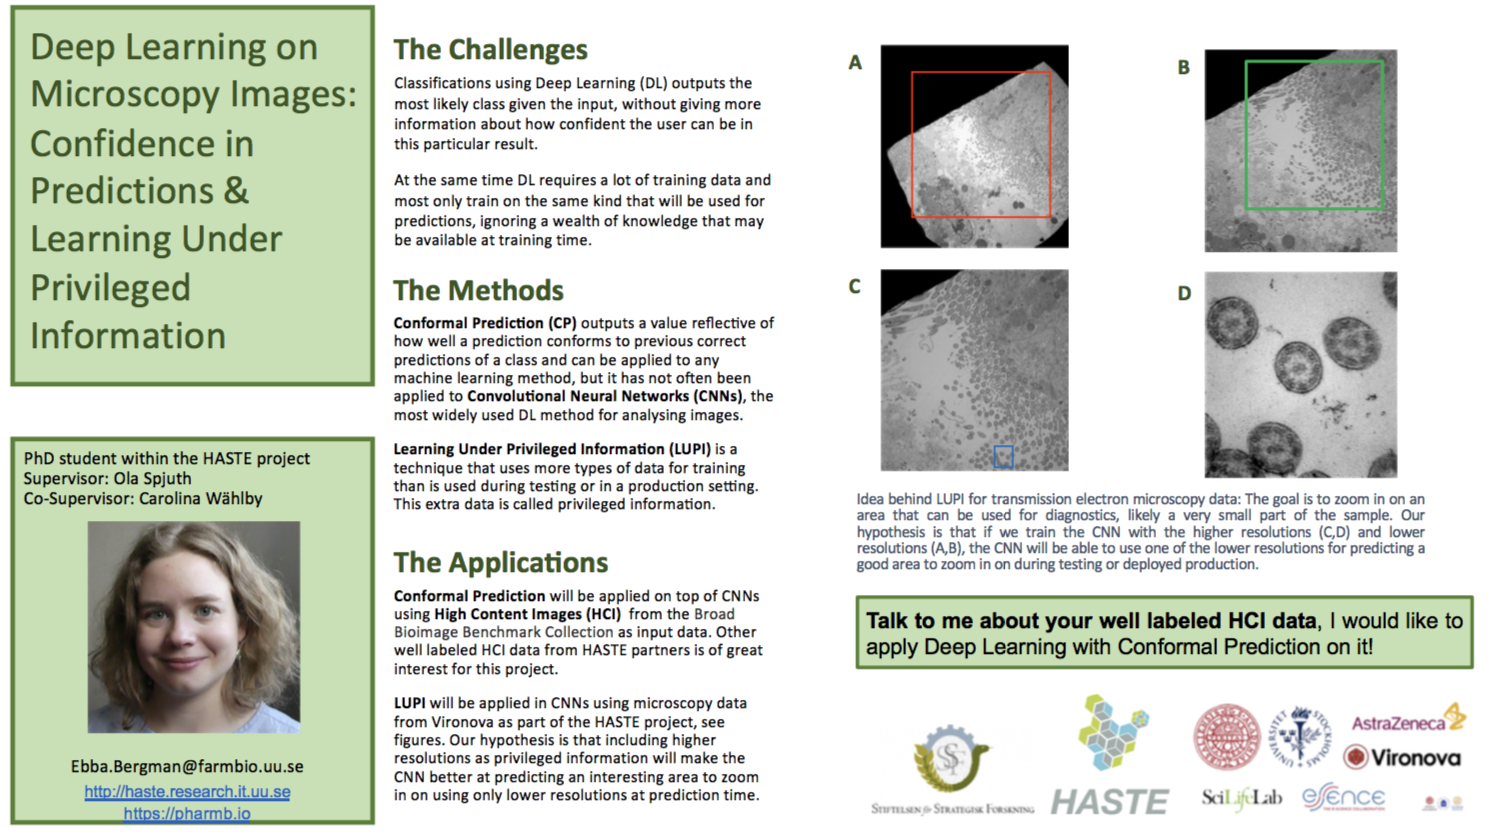 Deep Learning on
Microscopy Images:
Confidence in
Predictions &
Learning Under
Privileged
Information
PhD student within the HASTE project
Supervisor: Ola Spjuth
Co-Supervisor: Carolina Wählby
Ebba.Bergman@farmbio.uu.se
http://haste.research.it.uu.se
https://pharmb.io
The Challenges
Classifications using Deep Learning (DL) outputs the
most likely class given the input, without giving more
information about how confident the user can be in
this particular result.
At the same time DL requires a lot of training data and
most only train on the same kind that will be used for
predictions, ignoring a wealth of knowledge that may
be available at training time.
The Methods
Conformal Prediction (CP) outputs a value reflective of
how well a prediction conforms to previous correct
predictions of a class and can be applied to any
machine learning method, but it has not often been
applied to Convolutional Neural Networks (CNNs), the
most widely used DL method for analysing images.
Learning Under Privileged Information (LUPI) is a
technique that uses more types of data for training
than is used during testing or in a production setting.
This extra data is called privileged information.
The Applications
Conformal Prediction will be applied on top of CNNs
using High Content Images (HCI) from the Broad
Bioimage Benchmark Collection as input data. Other
well labeled HCI data from HASTE partners is of great
interest for this project.
LUPI will be applied in CNNs using microscopy data
from Vironova as part of the HASTE project, see
figures. Our hypothesis is that including higher
resolutions as privileged information will make the
CNN better at predicting an interesting area to zoom
in on using only lower resolutions at prediction time.
A
B
C
D
Idea behind LUPI for transmission electron microscopy data: The goal is to zoom in on an
area that can be used for diagnostics, likely a very small part of the sample. Our
hypothesis is that if we train the CNN with the higher resolutions (C,D) and lower
resolutions (A,B), the CNN will be able to use one of the lower resolutions for predicting a
good area to zoom in on during testing or deployed production.
Talk to me about your well labeled HCI data, I would like to
apply Deep Learning with Conformal Prediction on it!
SSF
STIFTELSEN för STRATEGISK FORSKNING
HASTE
STOCKHOLMS UNIVERSITET
AstraZeneca
Vironova
SciLifeLab
eSSENCE